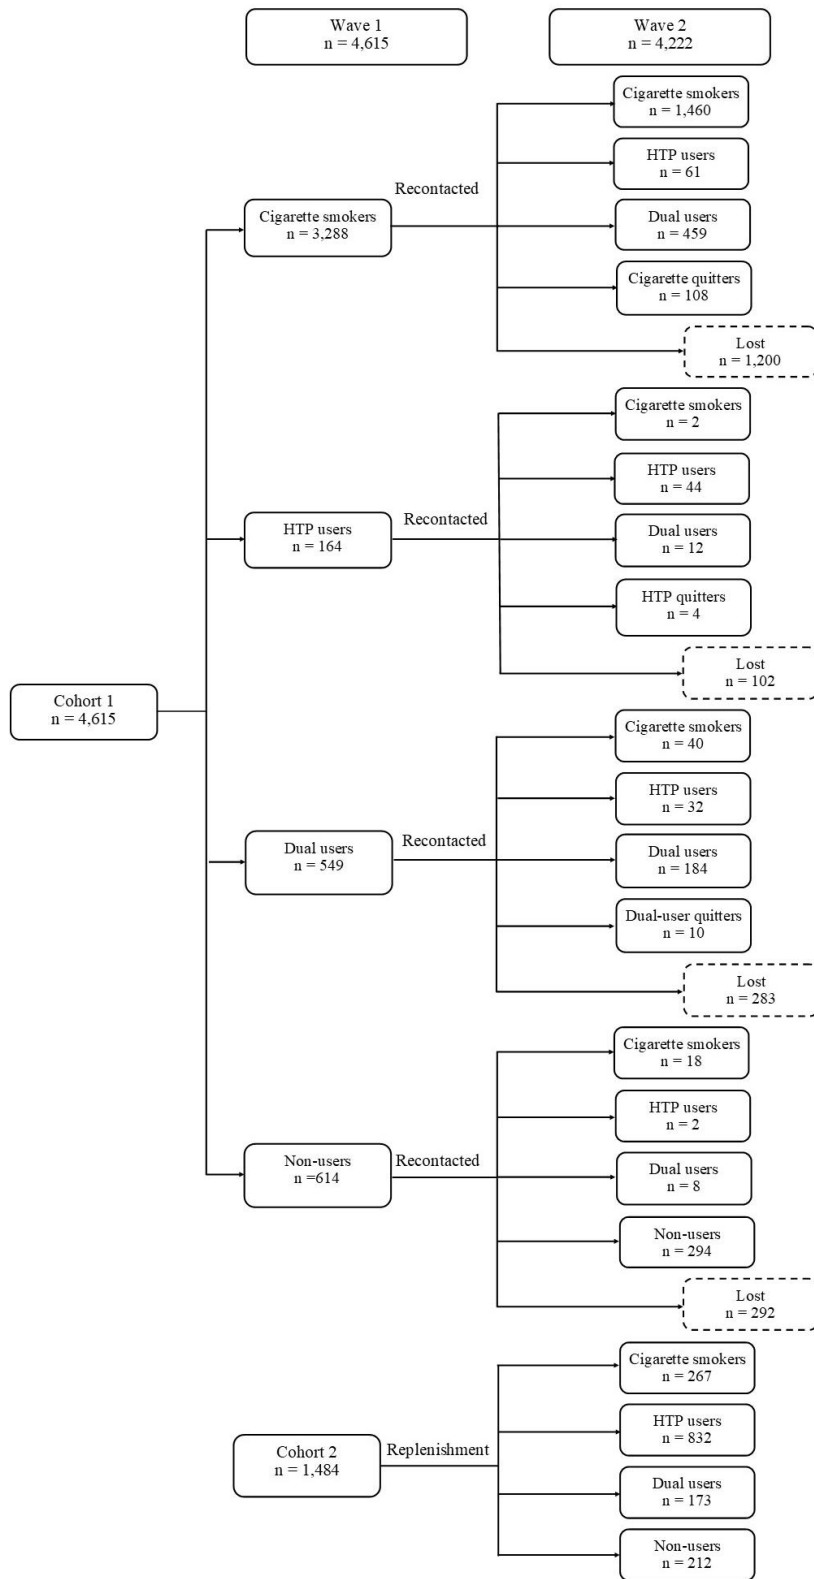 Wave 1
n = 4,615
Wave 2
n = 4,222
Cigarette smokers
n = 1,460
HTP users
n = 61
Recontacted
Cigarette smokers
n = 3,288
Dual users
n = 459
Cigarette quitters
n = 108
Lost
n = 1,200
Cigarette smokers
n = 2
HTP users
n = 44
HTP users
n = 164
Recontacted
Dual users
n = 12
HTP quitters
n = 4
Lost
n = 102
Cohort 1
n = 4,615
Cigarette smokers
n = 40
HTP users
n = 32
Dual users
n = 549
Recontacted
Dual users
n = 184
Dual-user quitters
n = 10
Lost
n = 283
Cigarette smokers
n = 18
HTP users
n = 2
Non-users
n =614
Recontacted
Dual users
n = 8
Non-users
n = 294
Lost
n = 292
Cigarette smokers
n = 267
HTP users
n = 832
Cohort 2
n = 1,484
Replenishment
Dual users
n = 173
Non-users
n = 212